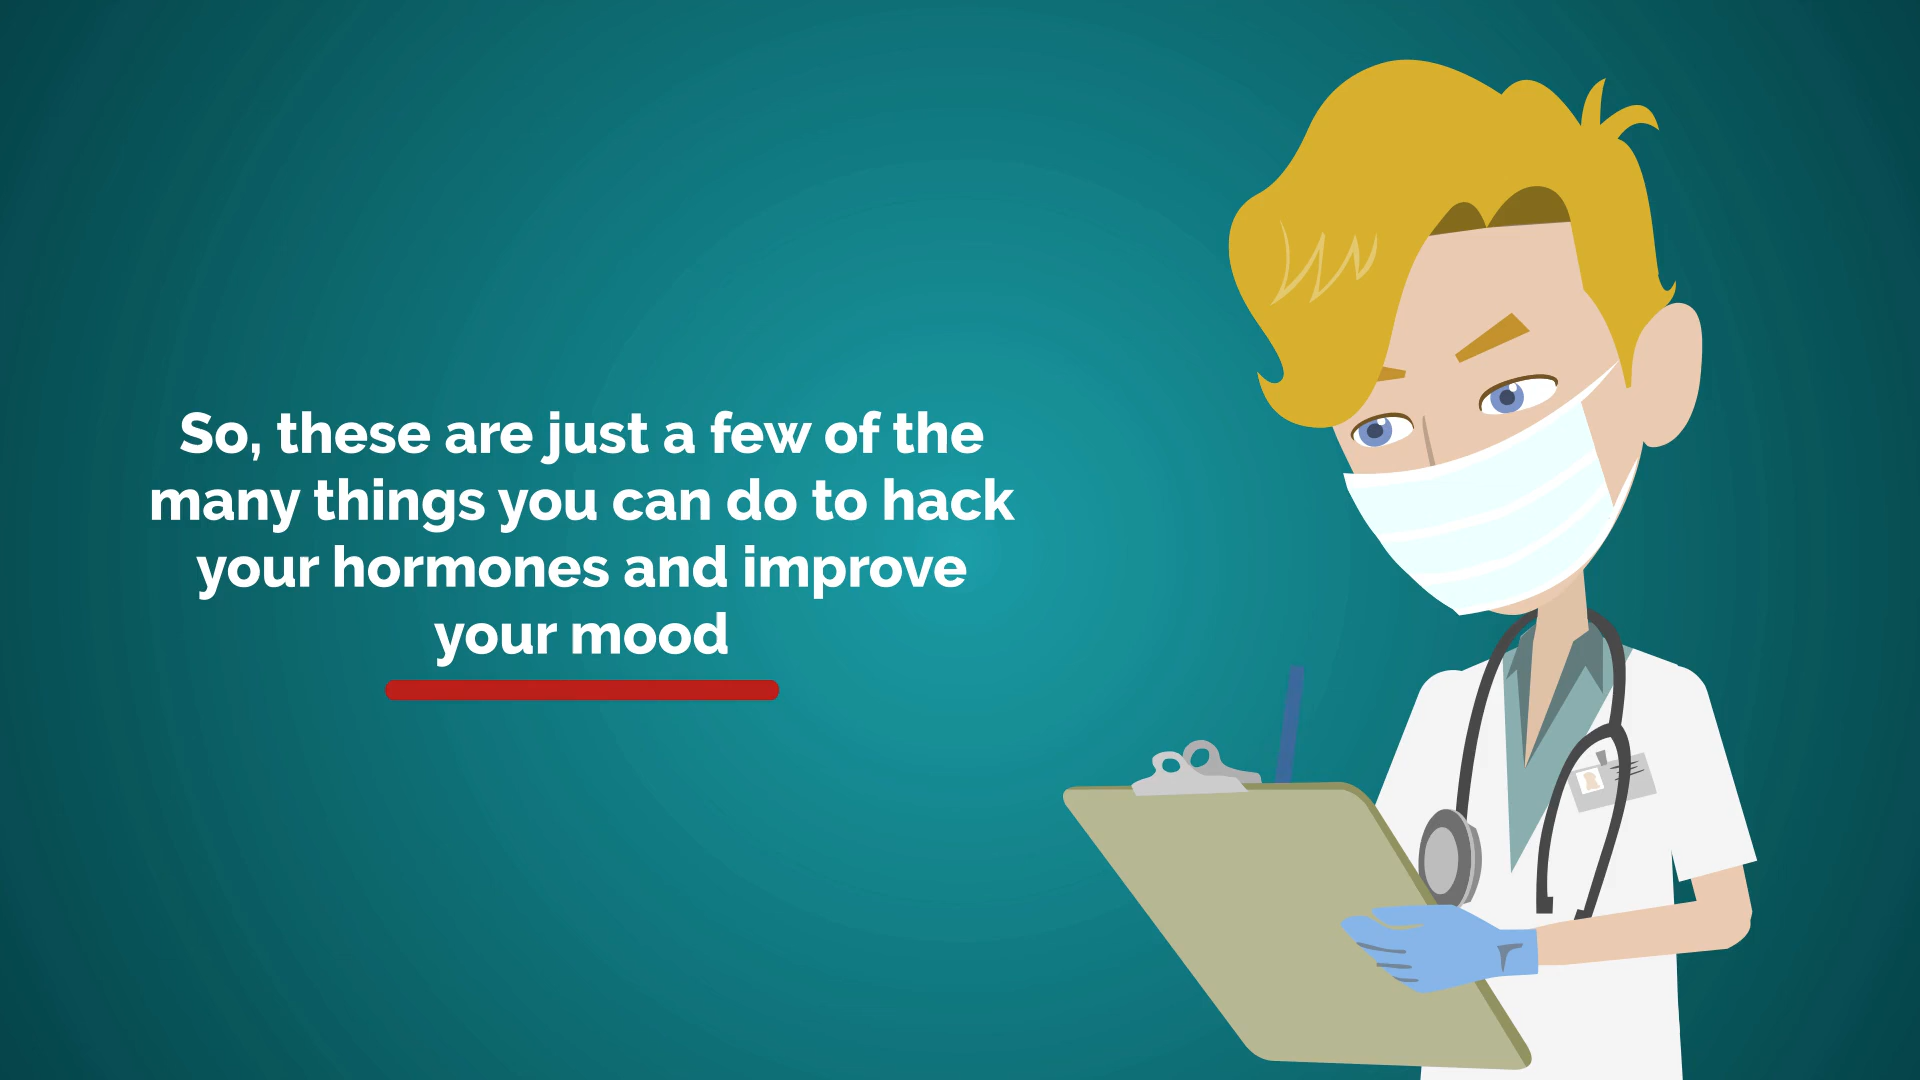 So, these are just a few of the
many things you can do to hack
your hormones and improve
your mood